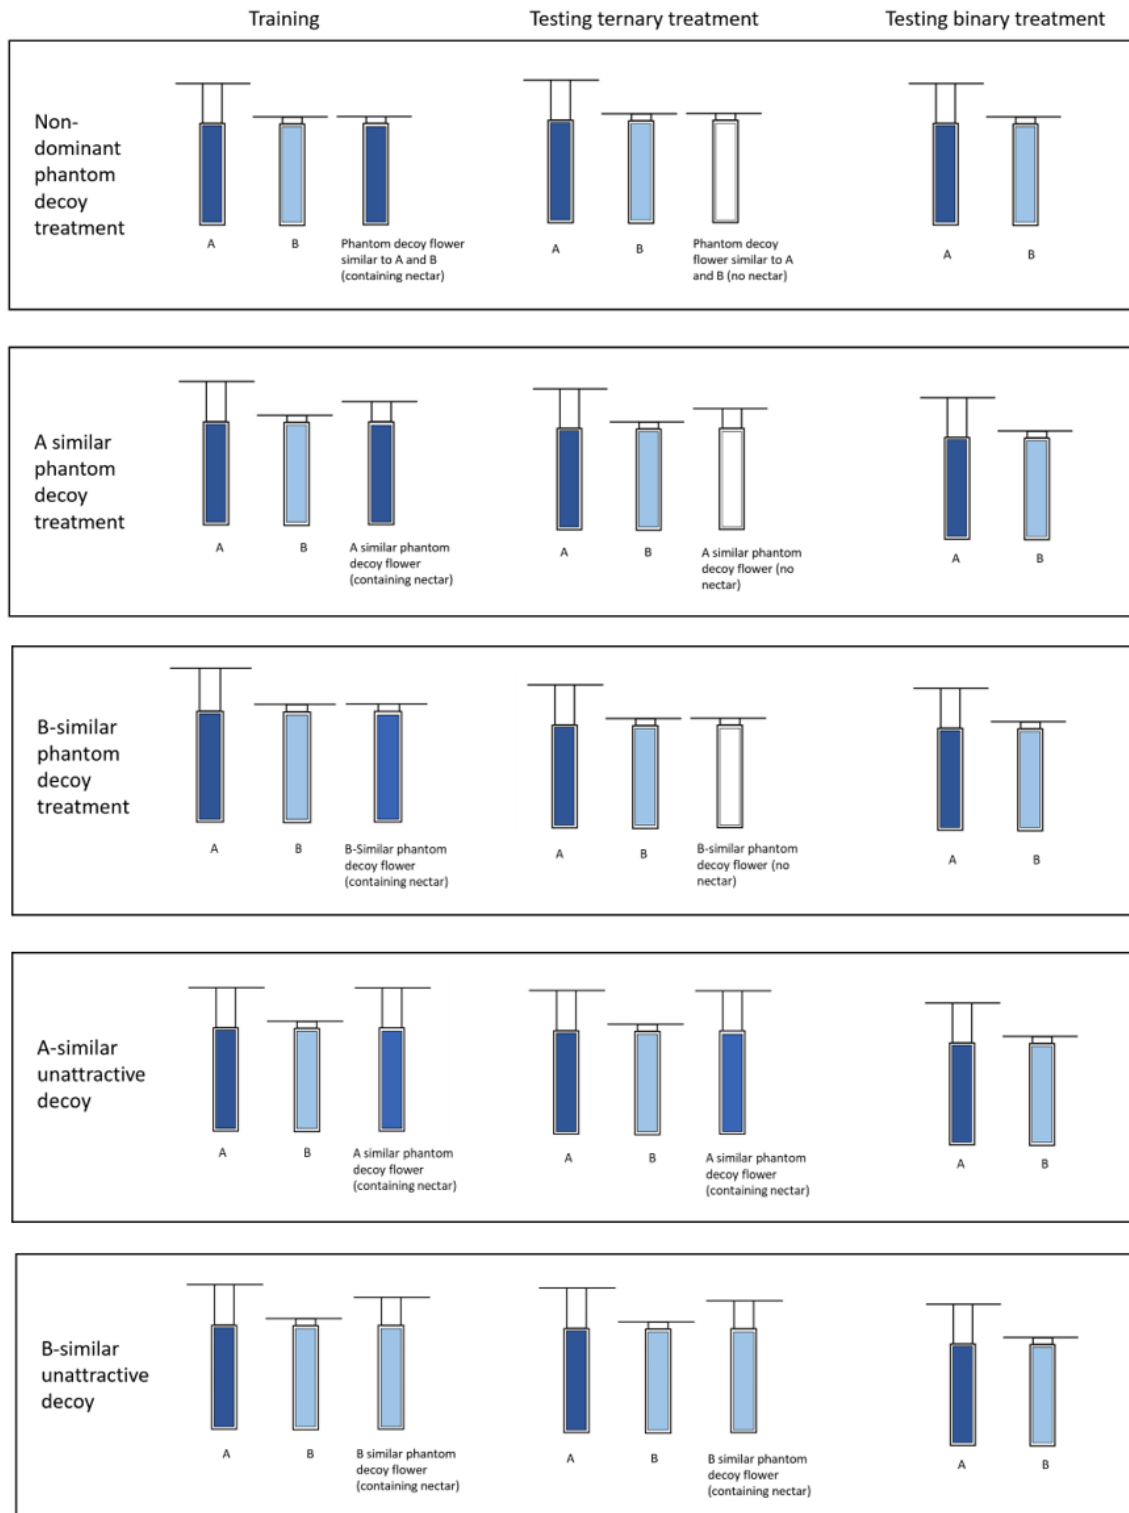 Training
Testing ternary treatment
Testing binary treatment
Non-
dominant
phantom
decoy
treatment
A
B
Phantom decoy flower
similar to A and B
(containing nectar)
A
B
Phantom decoy
flower similar to A
and B (no nectar)
A
B
A similar
phantom
decoy
treatment
A
B
A similar phantom
decoy flower
(containing nectar)
A
B
A similar phantom
decoy flower (no
nectar)
A
B
B-similar
phantom
decoy
treatment
A
B
B-Similar phantom
decoy flower
(containing nectar)
A
B
B-similar phantom
decoy flower (no
nectar)
A
B
A-similar
unattractive
decoy
A
B
A similar phantom
decoy flower
(containing nectar)
A
B
A similar phantom
decoy flower
(containing nectar)
A
B
B-similar
unattractive
decoy
A
B
B similar phantom
decoy flower
(containing nectar)
A
B
B similar phantom
decoy flower
(containing nectar)
A
B